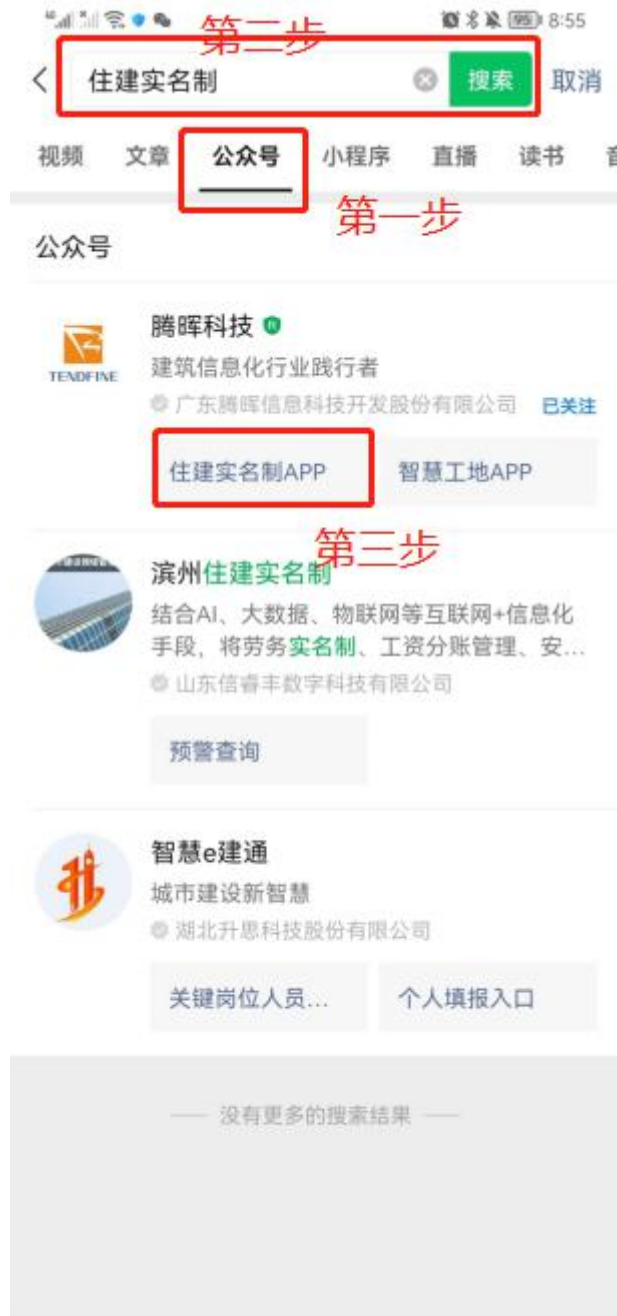 95 8:55
第二步
住建实名制 搜索 取消
视频 文章 公众号 小程序 直播 读书
第一步
公众号
腾晖科技
TENDFINE
建筑信息化行业践行者
广东腾晖信息科技开发股份有限公司 已关注
住建实名制APP 智慧工地APP
第三步
滨州住建实名制
结合AI、大数据、物联网等互联网+信息化
手段，将劳务实名制、工资分账管理、安...
山东信睿丰数字科技有限公司
预警查询
智慧e建通
城市建设新智慧
湖北升思科技股份有限公司
关键岗位人员... 个人填报入口
没有更多的搜索结果